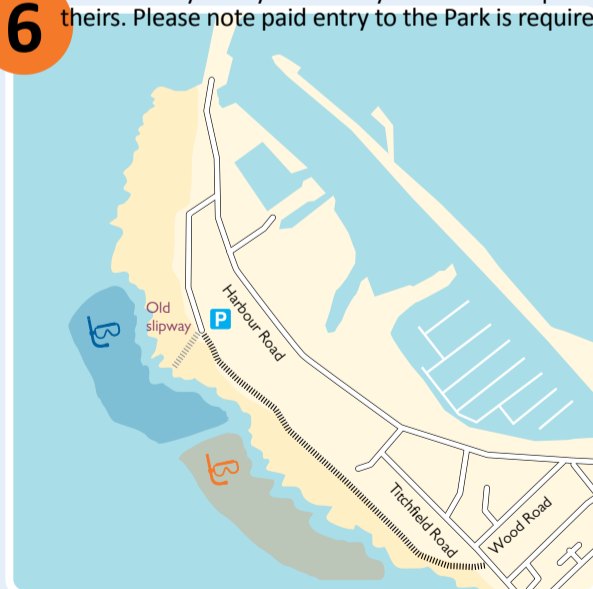 6
theirs. Please note paid entry to the Park is require
Old
slipway
P
Harbour Road
Titchfield Road
Wood Road